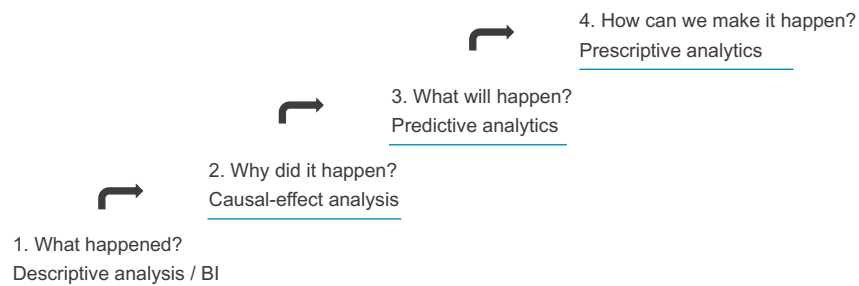 4. How can we make it happen?
Prescriptive analytics
3. What will happen?
Predictive analytics
2. Why did it happen?
Causal-effect analysis
1. What happened?
Descriptive analysis / BI